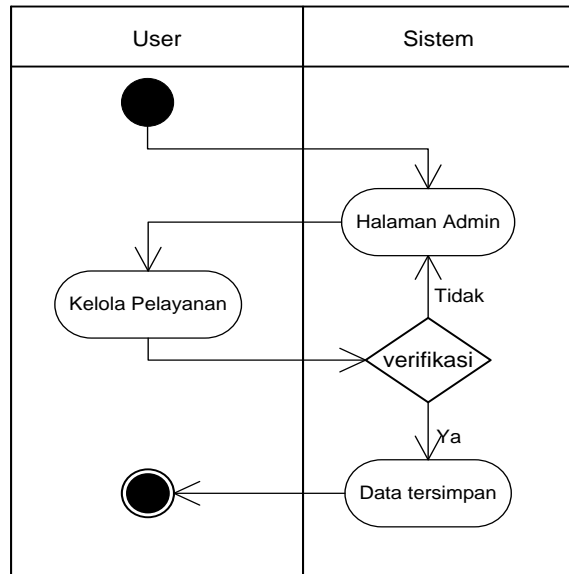 User
Sistem
Halaman Admin
Kelola Pelayanan
Tidak
verifikasi
Ya
Data tersimpan